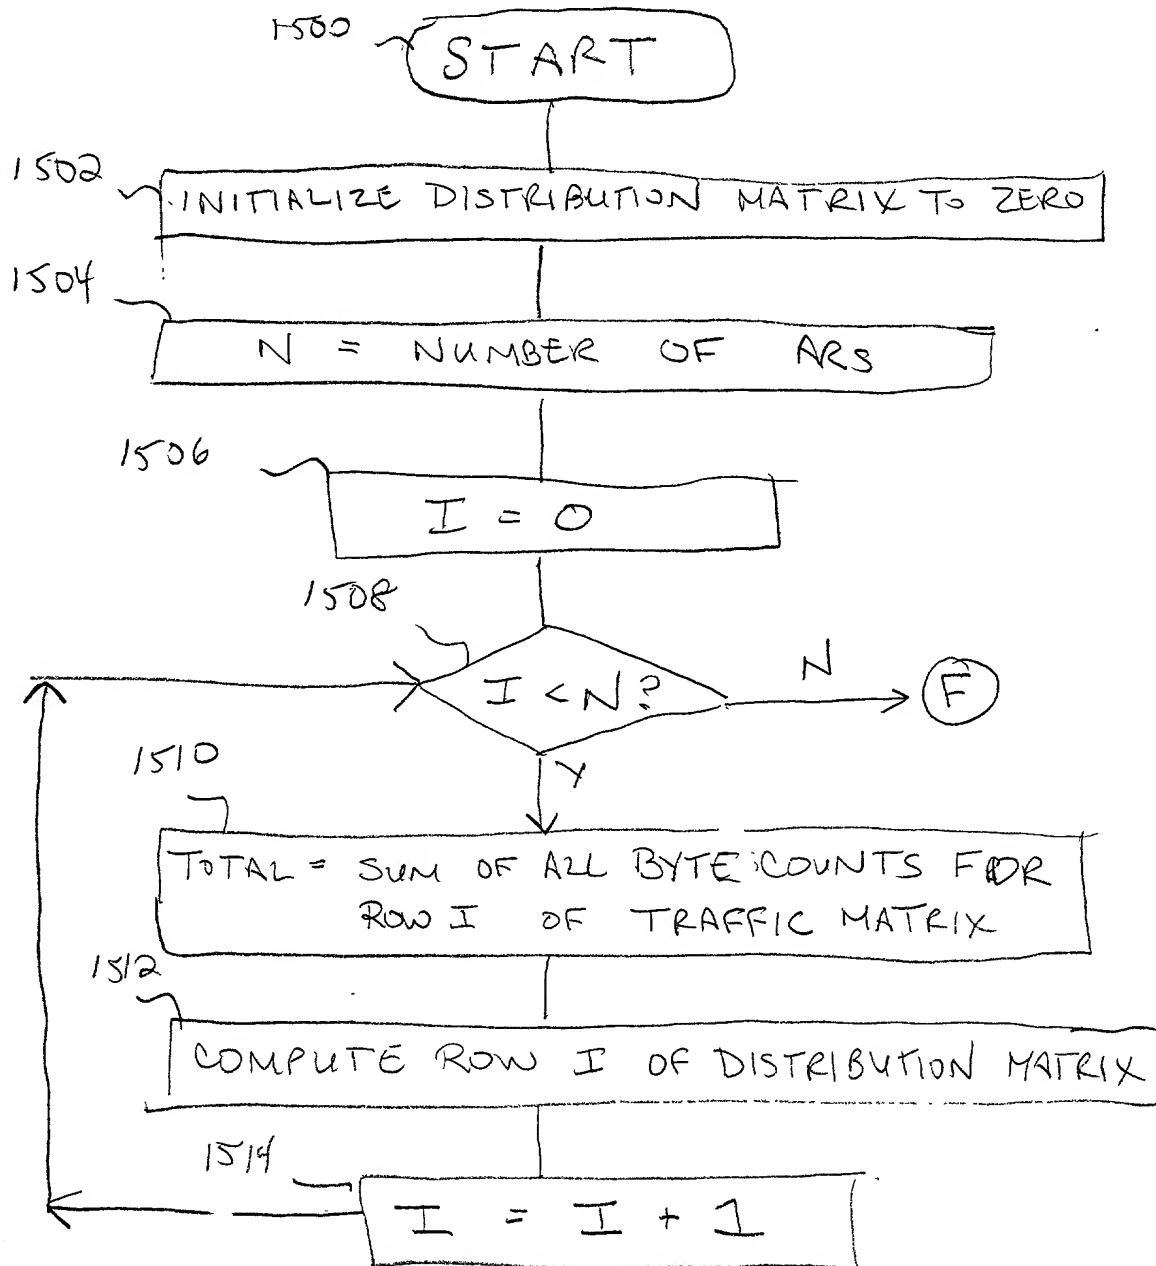 1500
START
1502
INITIALIZE DISTRIBUTION MATRIX TO ZERO
1504
N = NUMBER OF ARS
1506
I = 0
1508
I < N?
N
F
Y
1510
TOTAL = SUM OF ALL BYTE COUNTS FOR
ROW I OF TRAFFIC MATRIX
1512
COMPUTE ROW I OF DISTRIBUTION MATRIX
1514
I = I + 1